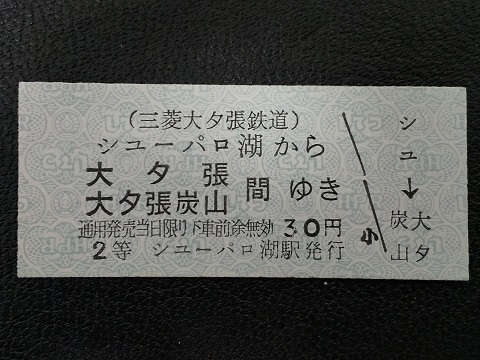 (三菱大夕張鉄道)
シユーパロ湖から
大夕張
大夕張炭山
間ゆき
通用発売当日限り下車前途無効 30円
2等 シユーパロ湖駅発行
小
シユ
↓
大夕
炭山